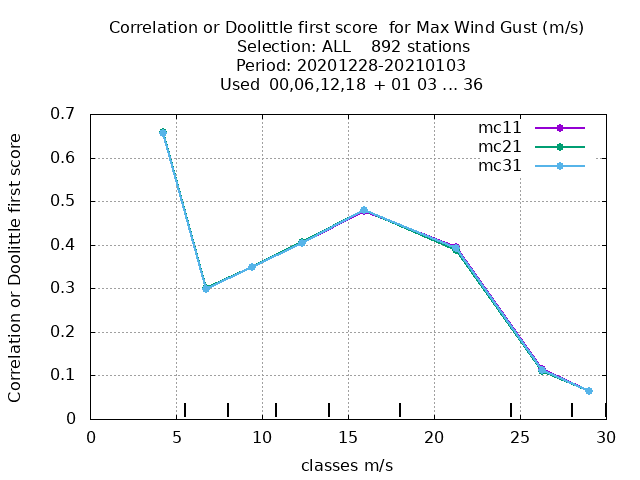 Correlation or Doolittle first score  for Max Wind Gust (m/s)
Selection: ALL    892 stations
Period: 20201228-20210103
Used  00,06,12,18  + 01 03 ... 36
mc11
mc21
mc31
Correlation or Doolittle first score
0.7
0.6
0.5
0.4
0.3
0.2
0.1
0
0 5 10 15 20 25 30
classes m/s